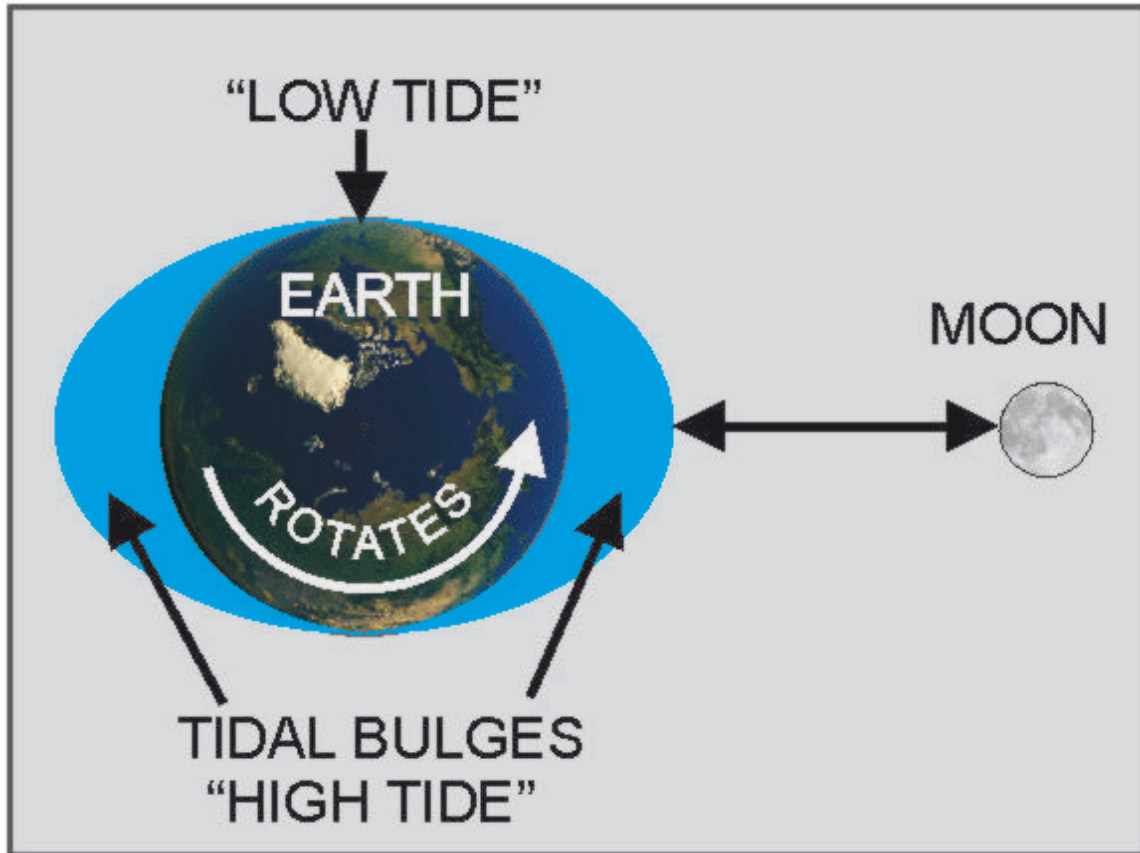 “LOW TIDE”
EARTH
MOON
ROTATES
TIDAL BULGES
“HIGH TIDE”